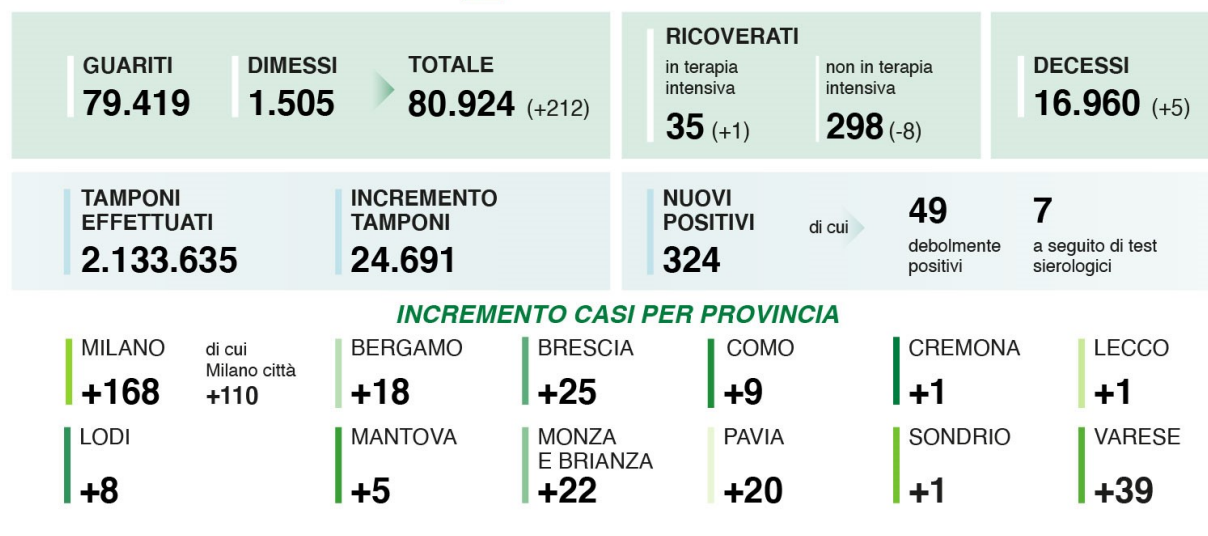 GUARITI
79.419
DIMESSI
1.505
TOTALE
80.924 (+212)
RICOVERATI
in terapia
intensiva
35 (+1)
non in terapia
intensiva
298 (-8)
DECESSI
16.960 (+5)
TAMPONI
EFFETTUATI
2.133.635
INCREMENTO
TAMPONI
24.691
NUOVI
POSITIVI
324
di cui
49
debolmente
positivi
7
a seguito di test
sierologici
INCREMENTO CASI PER PROVINCIA
MILANO
+168
di cui
Milano città
+110
BERGAMO
+18
BRESCIA
+25
COMO
+9
CREMONA
+1
LECCO
+1
LODI
+8
MANTOVA
+5
MONZA
E BRIANZA
+22
PAVIA
+20
SONDRIO
+1
VARESE
+39